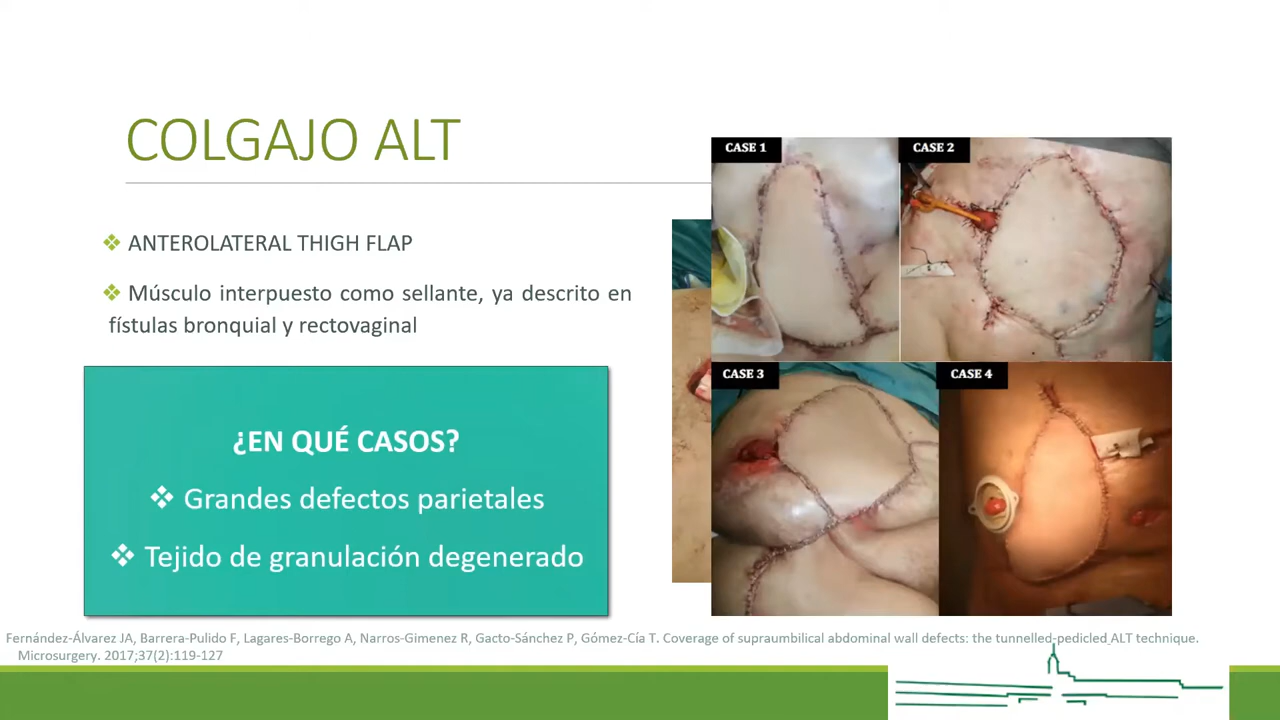 COLGAJO ALT
❖ ANTEROLATERAL THIGH FLAP
❖ Músculo interpuesto como sellante, ya descrito en
fístulas bronquial y rectovaginal
¿EN QUÉ CASOS?
❖ Grandes defectos parietales
❖ Tejido de granulación degenerado
CASE 1
CASE 2
CASE 3
CASE 4
Fernández-Álvarez JA, Barrera-Pulido F, Lagares-Borrego A, Narros-Gimenez R, Gacto-Sánchez P, Gómez-Cía T. Coverage of supraumbilical abdominal wall defects: the tunnelled-pedicled ALT technique.
Microsurgery. 2017;37(2):119-127